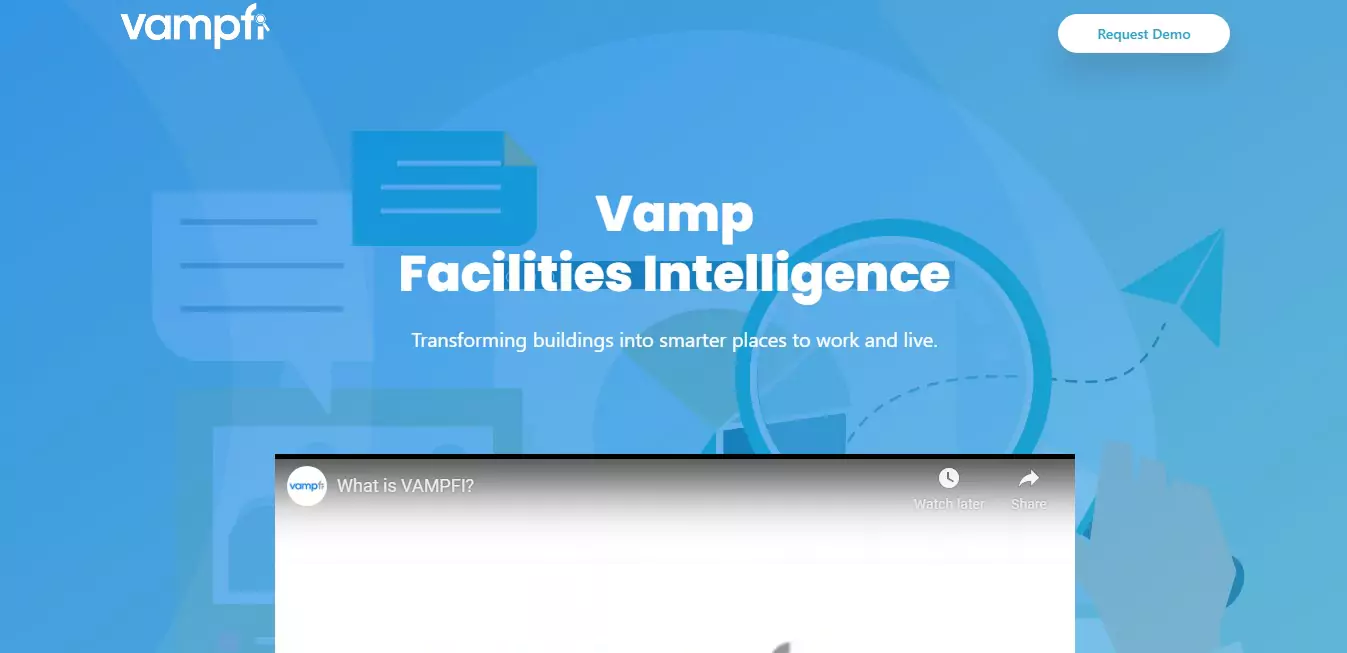 vampfi
Request Demo
Vamp
Facilities Intelligence
Transforming buildings into smarter places to work and live.
vampfi
What is VAMPFI?
Watch later
Share